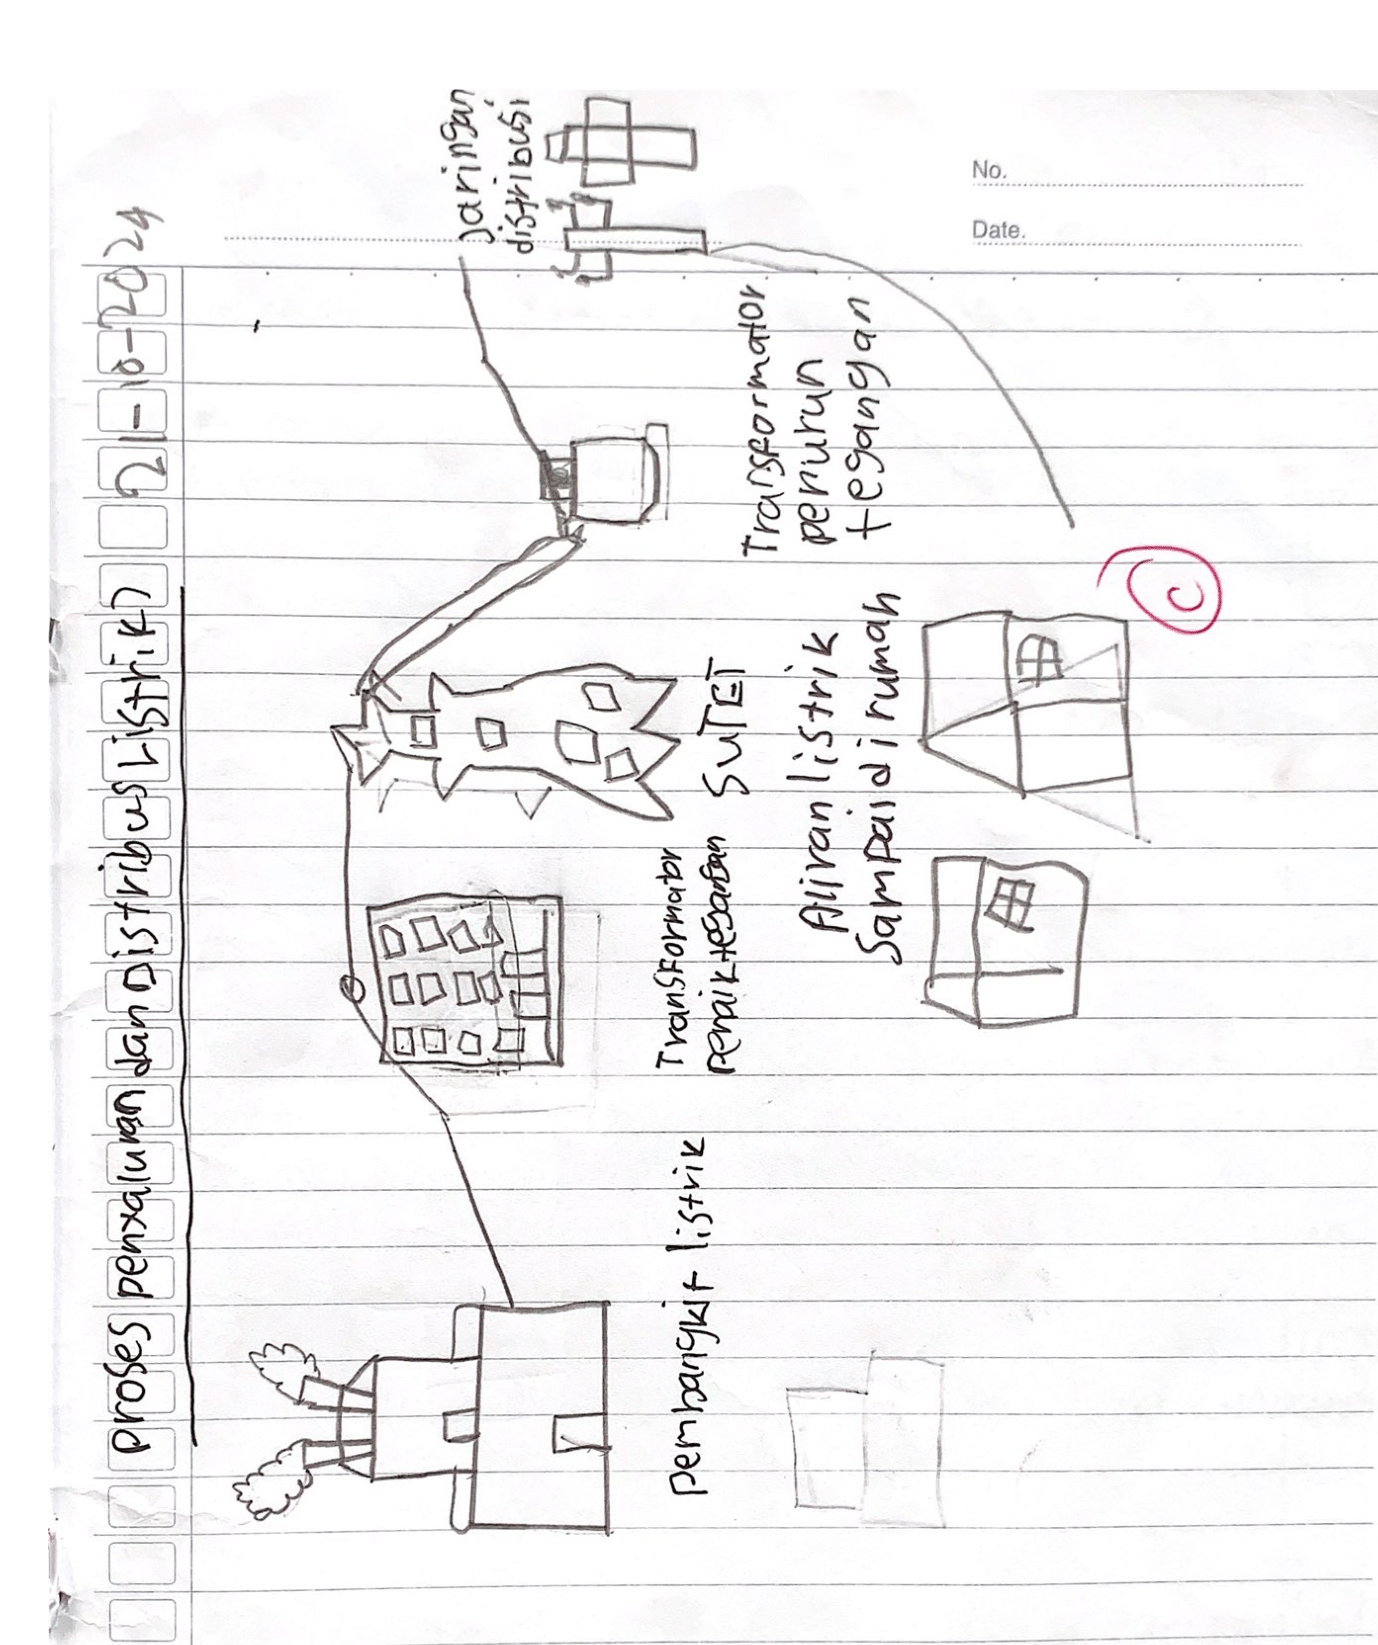 Proses penyaluran dan Distribusi Listrik? 21-10-2024
No.
Date.
Jaringan
distribusi
Transformator
penurun
tegangan
SUTET
Transformator
penaik tegangan
Pembangkit listrik
Aliran listrik
Sampai di rumah
C